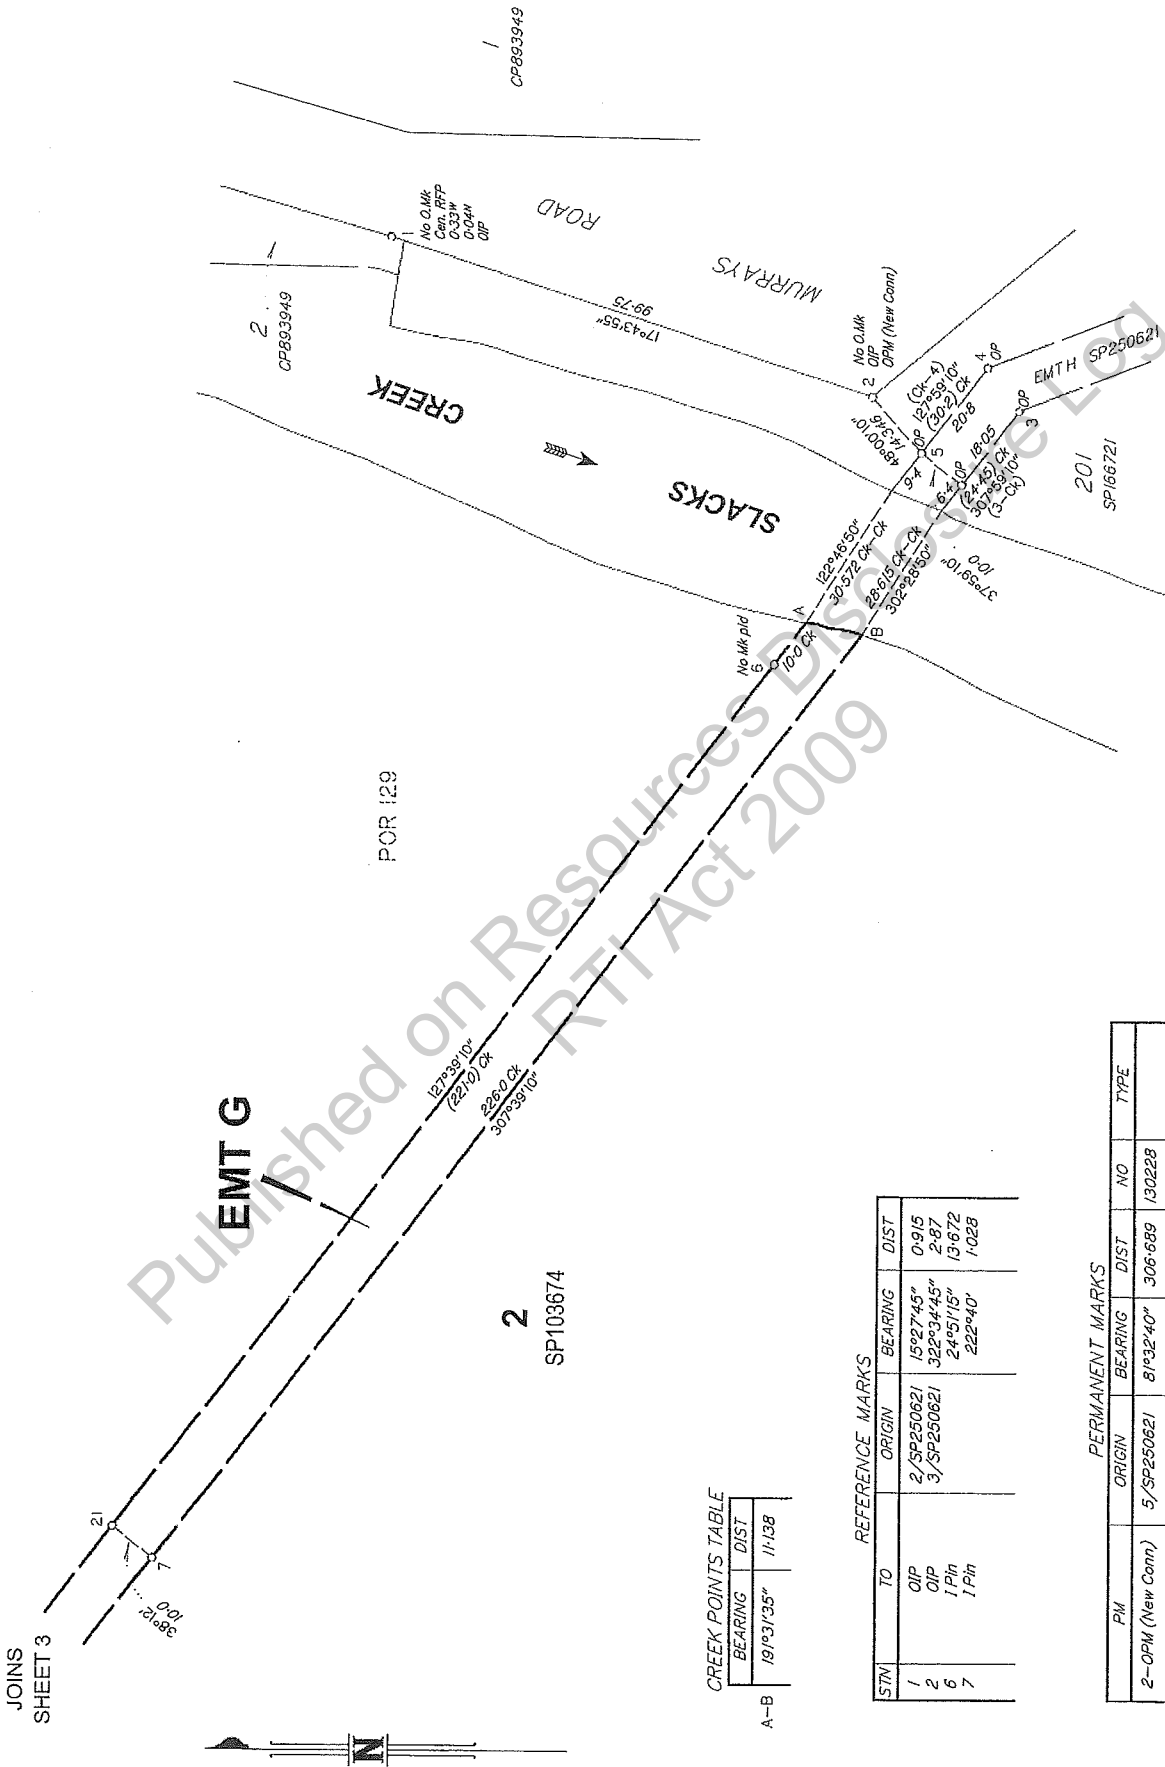 JOINS
SHEET 3
21
7
38°12'
10·0
EMT G
127°39'10"
(221·0) Ck
226·0 Ck
307°39'10"
2
SP103674
POR 129
No Mk pld
6
10·0 Ck
A
B
122°46'50"
30·572 Ck-Ck
28·615 Ck-Ck
302°28'50"
37°59'10"
10·0
9·4
6·4
OP
5
OP
48°00'10"
14·346
(Ck-4)
127°59'10"
(30·2) Ck
20·8
18·05
(24·45) Ck
307°59'10"
(3-Ck)
4
OP
3
OP
EMT H SP250621
201
SP166721
2
No O.Mk
OIP
OPM (New Conn)
17°43'55"
99·75
SLACKS
CREEK
MURRAYS
ROAD
1
No O.Mk
Cen. RFP
0·33W
0·04N
OIP
2
CP893949
1
CP893949
CREEK POINTS TABLE
BEARING DIST
A-B 191°31'35" 11·138
REFERENCE MARKS
STN TO ORIGIN BEARING DIST
1 OIP 2/SP250621 15°27'45" 0·915
2 OIP 3/SP250621 322°34'45" 2·87
6 I Pin 24°51'15" 13·672
7 I Pin 222°40' 1·028
PERMANENT MARKS
PM ORIGIN BEARING DIST NO TYPE
2-OPM (New Conn) 5/SP250621 81°32'40" 306·689 130228
N
Published on Resources Disclosure Log
RTI Act 2009